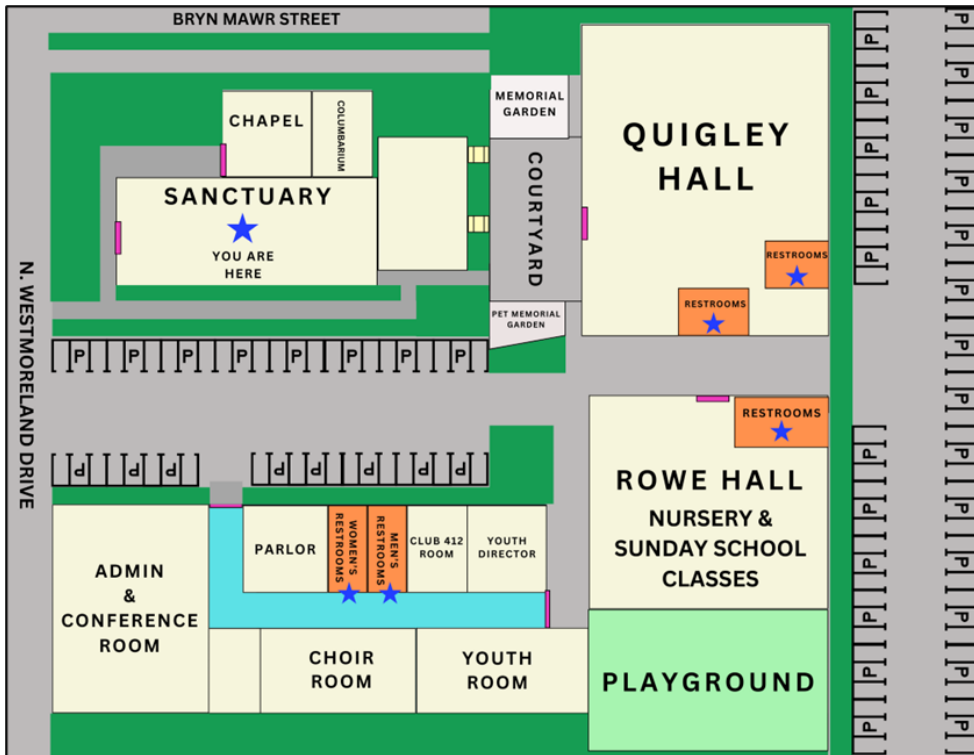 BRYN MAWR STREET
P
P
MEMORIAL
GARDEN
CHAPEL
COLUMBARIUM
QUIGLEY
HALL
P
P
P
P
COURTYARD
SANCTUARY
YOU ARE
HERE
P
P
P
P
RESTROOMS
P
P
N. WESTMORELAND DRIVE
RESTROOMS
PET MEMORIAL
GARDEN
P
P P P P P P P P
P
RESTROOMS
P
P
P P P
P P P P
ROWE HALL
NURSERY &
SUNDAY SCHOOL
CLASSES
P
P
PARLOR
WOMEN'S
RESTROOMS
MEN'S
RESTROOMS
CLUB 412
ROOM
YOUTH
DIRECTOR
P
P
ADMIN
&
CONFERENCE
ROOM
P
P
CHOIR
ROOM
YOUTH
ROOM
PLAYGROUND
P
P
P
P